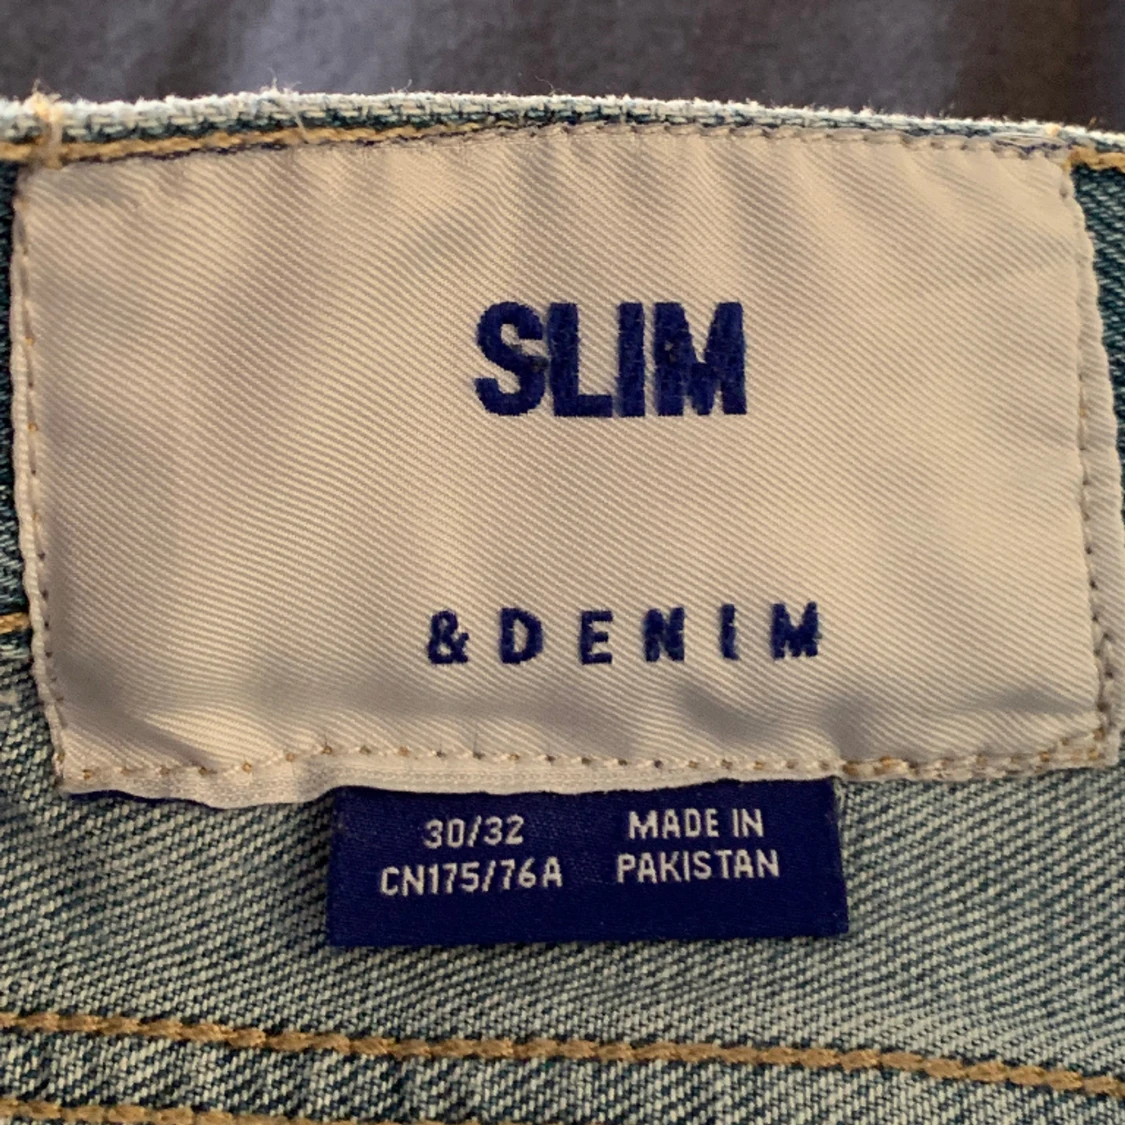 SLIM
& DENIM
30/32
CN175/76A
MADE IN
PAKISTAN